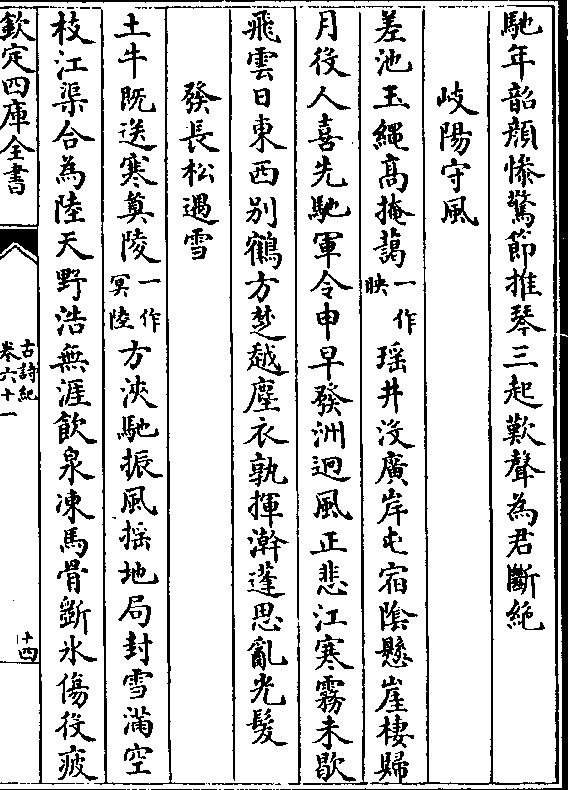 馳年韶顔慘驚節推琴三起歎聲為君斷絶
岐陽守風
差池玉繩髙掩藹一作映瑶井沒廣岸屯宿隂懸崖棲歸
月役人喜先馳軍令申早發洲迥風正悲江寒霧未歇
飛雲日東西别鶴方楚越塵衣孰揮澣蓬思亂光髮
發長松遇雪
土牛既送寒蓂陵一作冥陸方浹馳振風揺地局封雪滿空
枝江渠合為陸天野浩無涯飲泉凍馬骨斵氷傷役疲
欽定四庫全書
古詩紀
卷六十一
十四